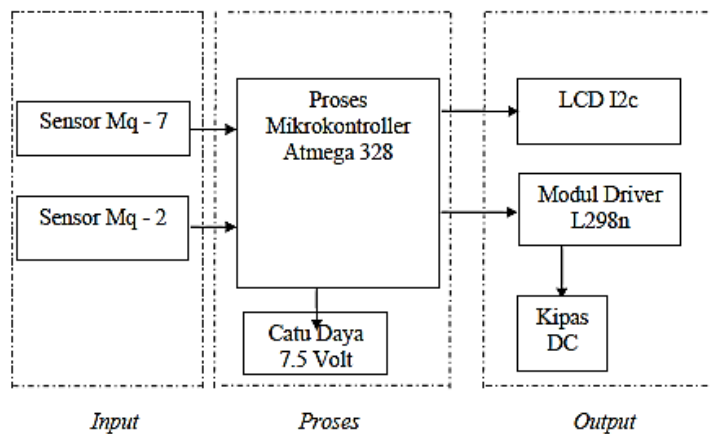 Sensor Mq - 7
Sensor Mq - 2
Proses
Mikrokontroller
Atmega 328
Catu Daya
7.5 Volt
LCD I2c
Modul Driver
L298n
Kipas
DC
Input
Proses
Output